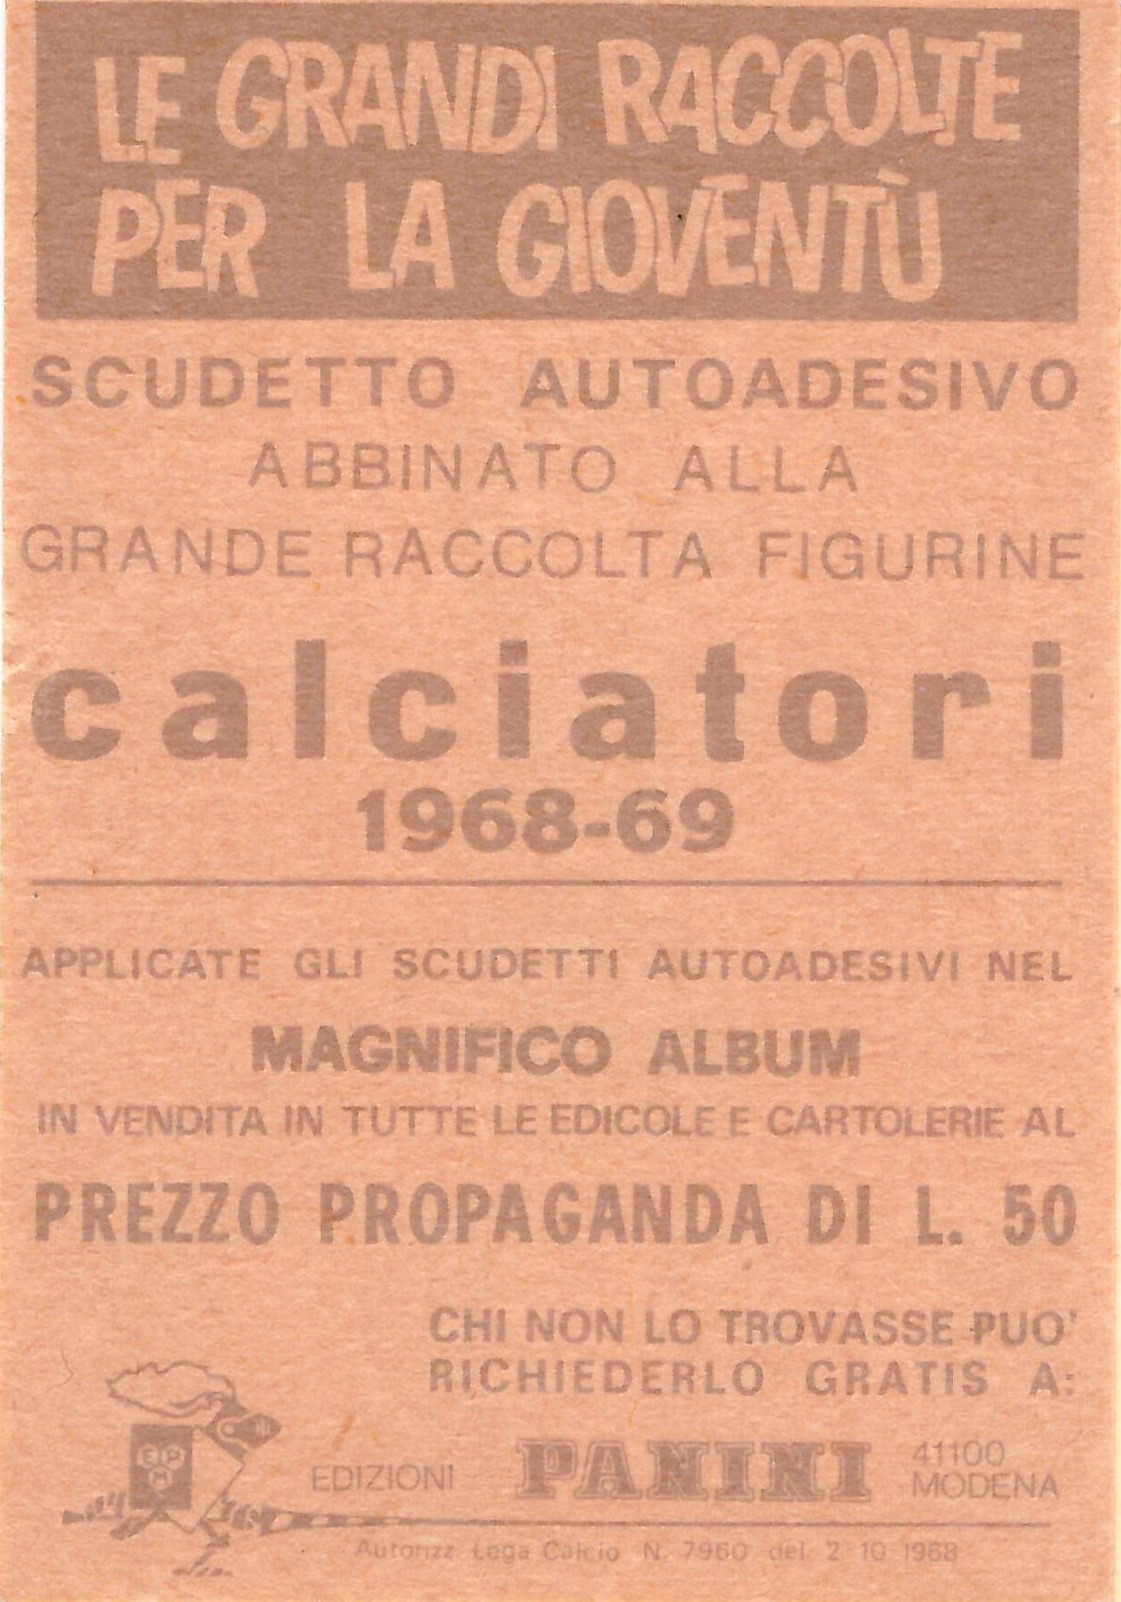 LE GRANDI RACCOLTE
PER LA GIOVENTÙ
SCUDETTO AUTOADESIVO
ABBINATO ALLA
GRANDE RACCOLTA FIGURINE
calciatori
1968-69
APPLICATE GLI SCUDETTI AUTOADESIVI NEL
MAGNIFICO ALBUM
IN VENDITA IN TUTTE LE EDICOLE E CARTOLERIE AL
PREZZO PROPAGANDA DI L. 50
CHI NON LO TROVASSE PUO'
RICHIEDERLO GRATIS A:
EPM
EDIZIONI PANINI 41100
MODENA
Autorizz Lega Calcio N. 7960 del 2 10 1968